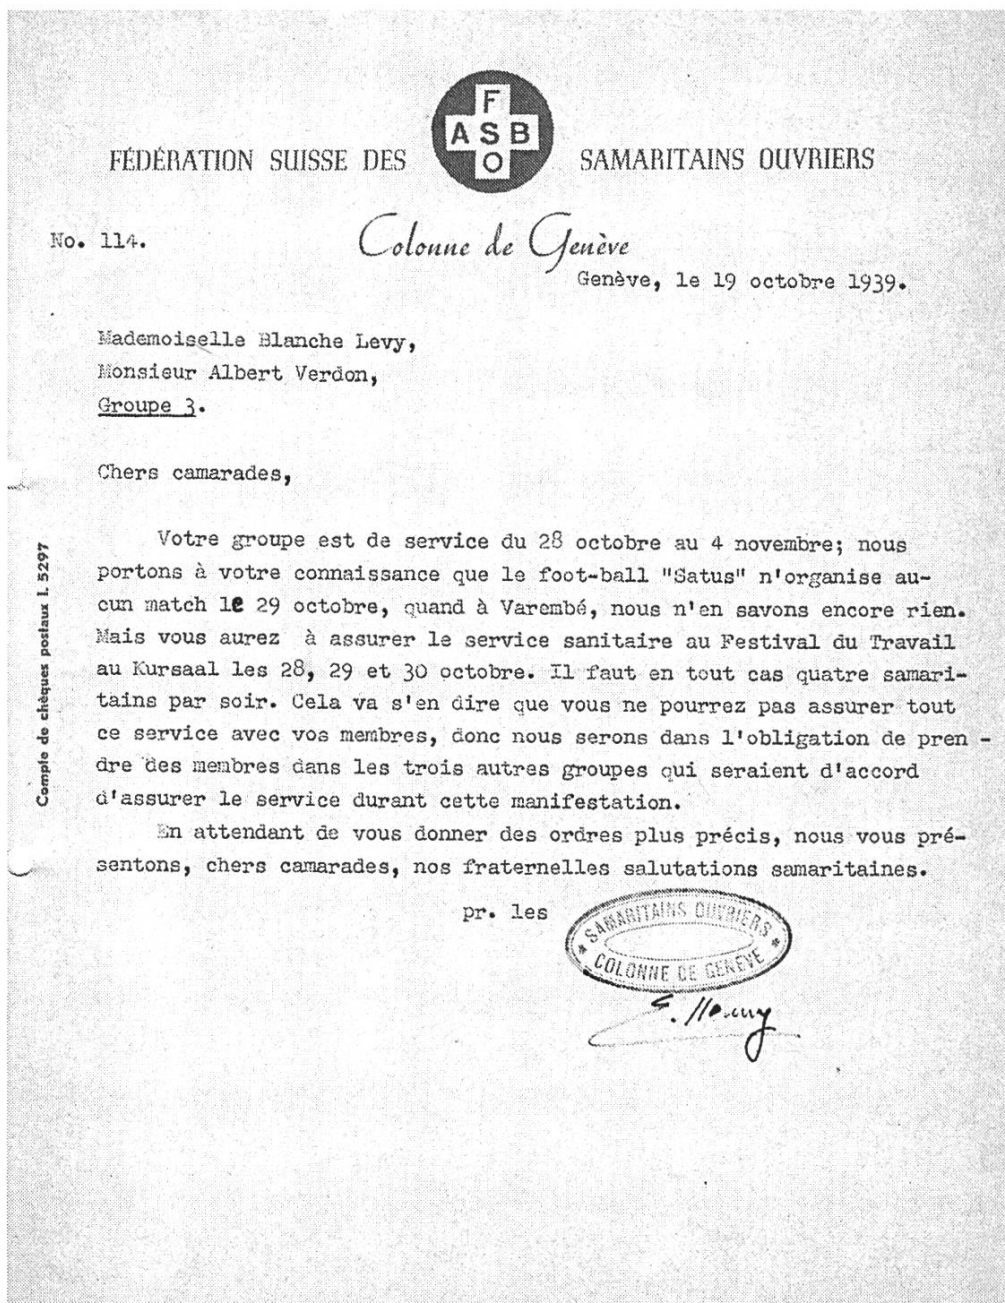 F
ASB
O
FÉDÉRATION SUISSE DES SAMARITAINS OUVRIERS
Colonne de Genève
No. 114.
Genève, le 19 octobre 1939.
Mademoiselle Blanche Levy,
Monsieur Albert Verdon,
Groupe 3.
Chers camarades,
Votre groupe est de service du 28 octobre au 4 novembre; nous
portons à votre connaissance que le foot-ball "Satus" n'organise au-
cun match le 29 octobre, quand à Varembé, nous n'en savons encore rien.
Mais vous aurez à assurer le service sanitaire au Festival du Travail
au Kursaal les 28, 29 et 30 octobre. Il faut en tout cas quatre samari-
tains par soir. Cela va s'en dire que vous ne pourrez pas assurer tout
ce service avec vos membres, donc nous serons dans l'obligation de pren -
dre des membres dans les trois autres groupes qui seraient d'accord
d'assurer le service durant cette manifestation.
En attendant de vous donner des ordres plus précis, nous vous pré-
sentons, chers camarades, nos fraternelles salutations samaritaines.
pr. les
SAMARITAINS OUVRIERS
COLONNE DE GENÈVE
E.
Compte de chèques postaux I. 5297